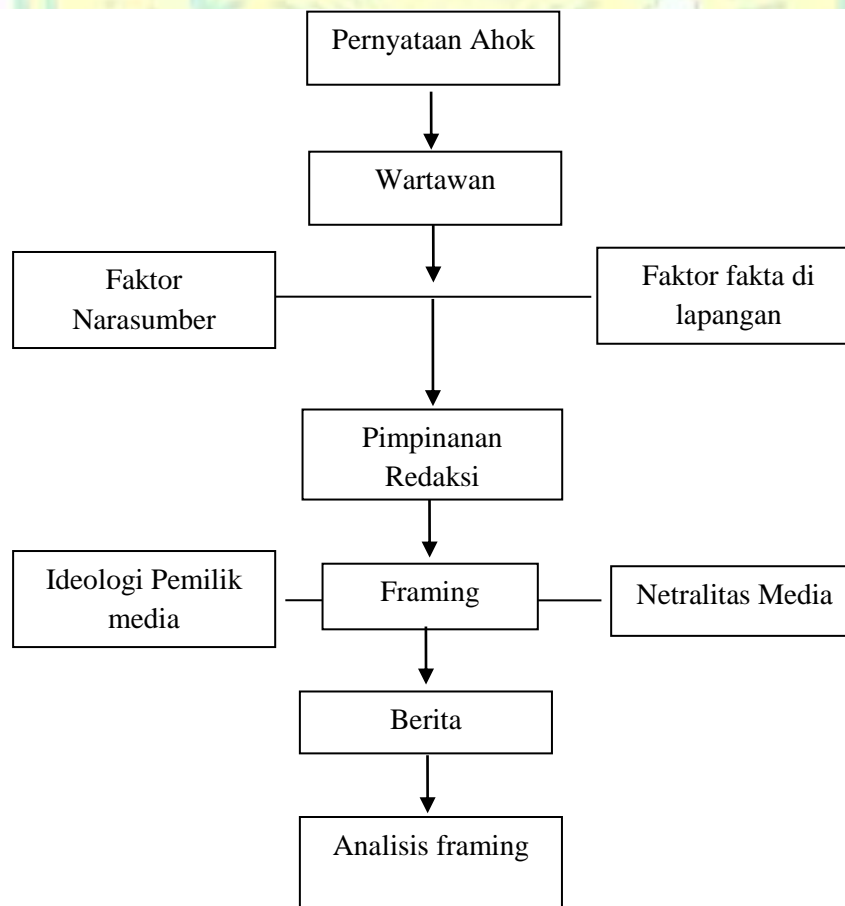 Pernyataan Ahok
Wartawan
Faktor
Narasumber
Faktor fakta di
lapangan
Pimpinanan
Redaksi
Ideologi Pemilik
media
Framing
Netralitas Media
Berita
Analisis framing